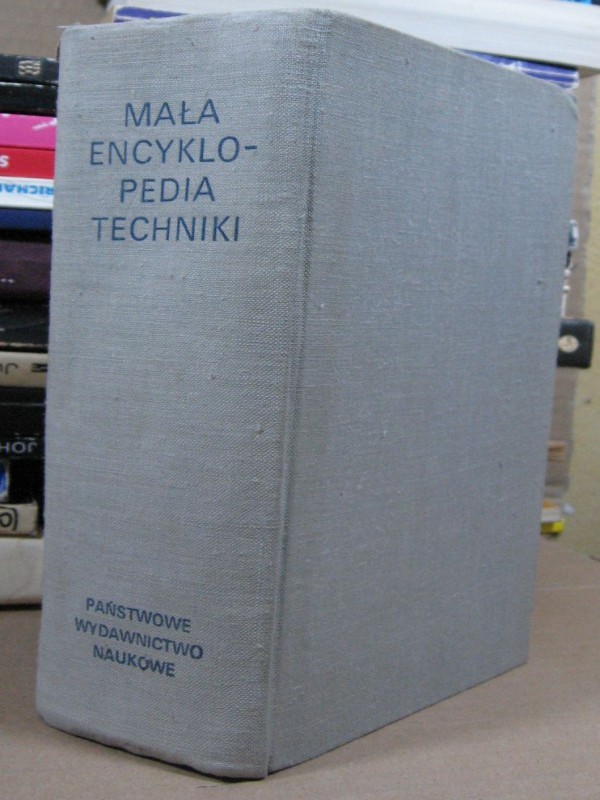 MAŁA
ENCYKLO-
PEDIA
TECHNIKI
PAŃSTWOWE
WYDAWNICTWO
NAUKOWE